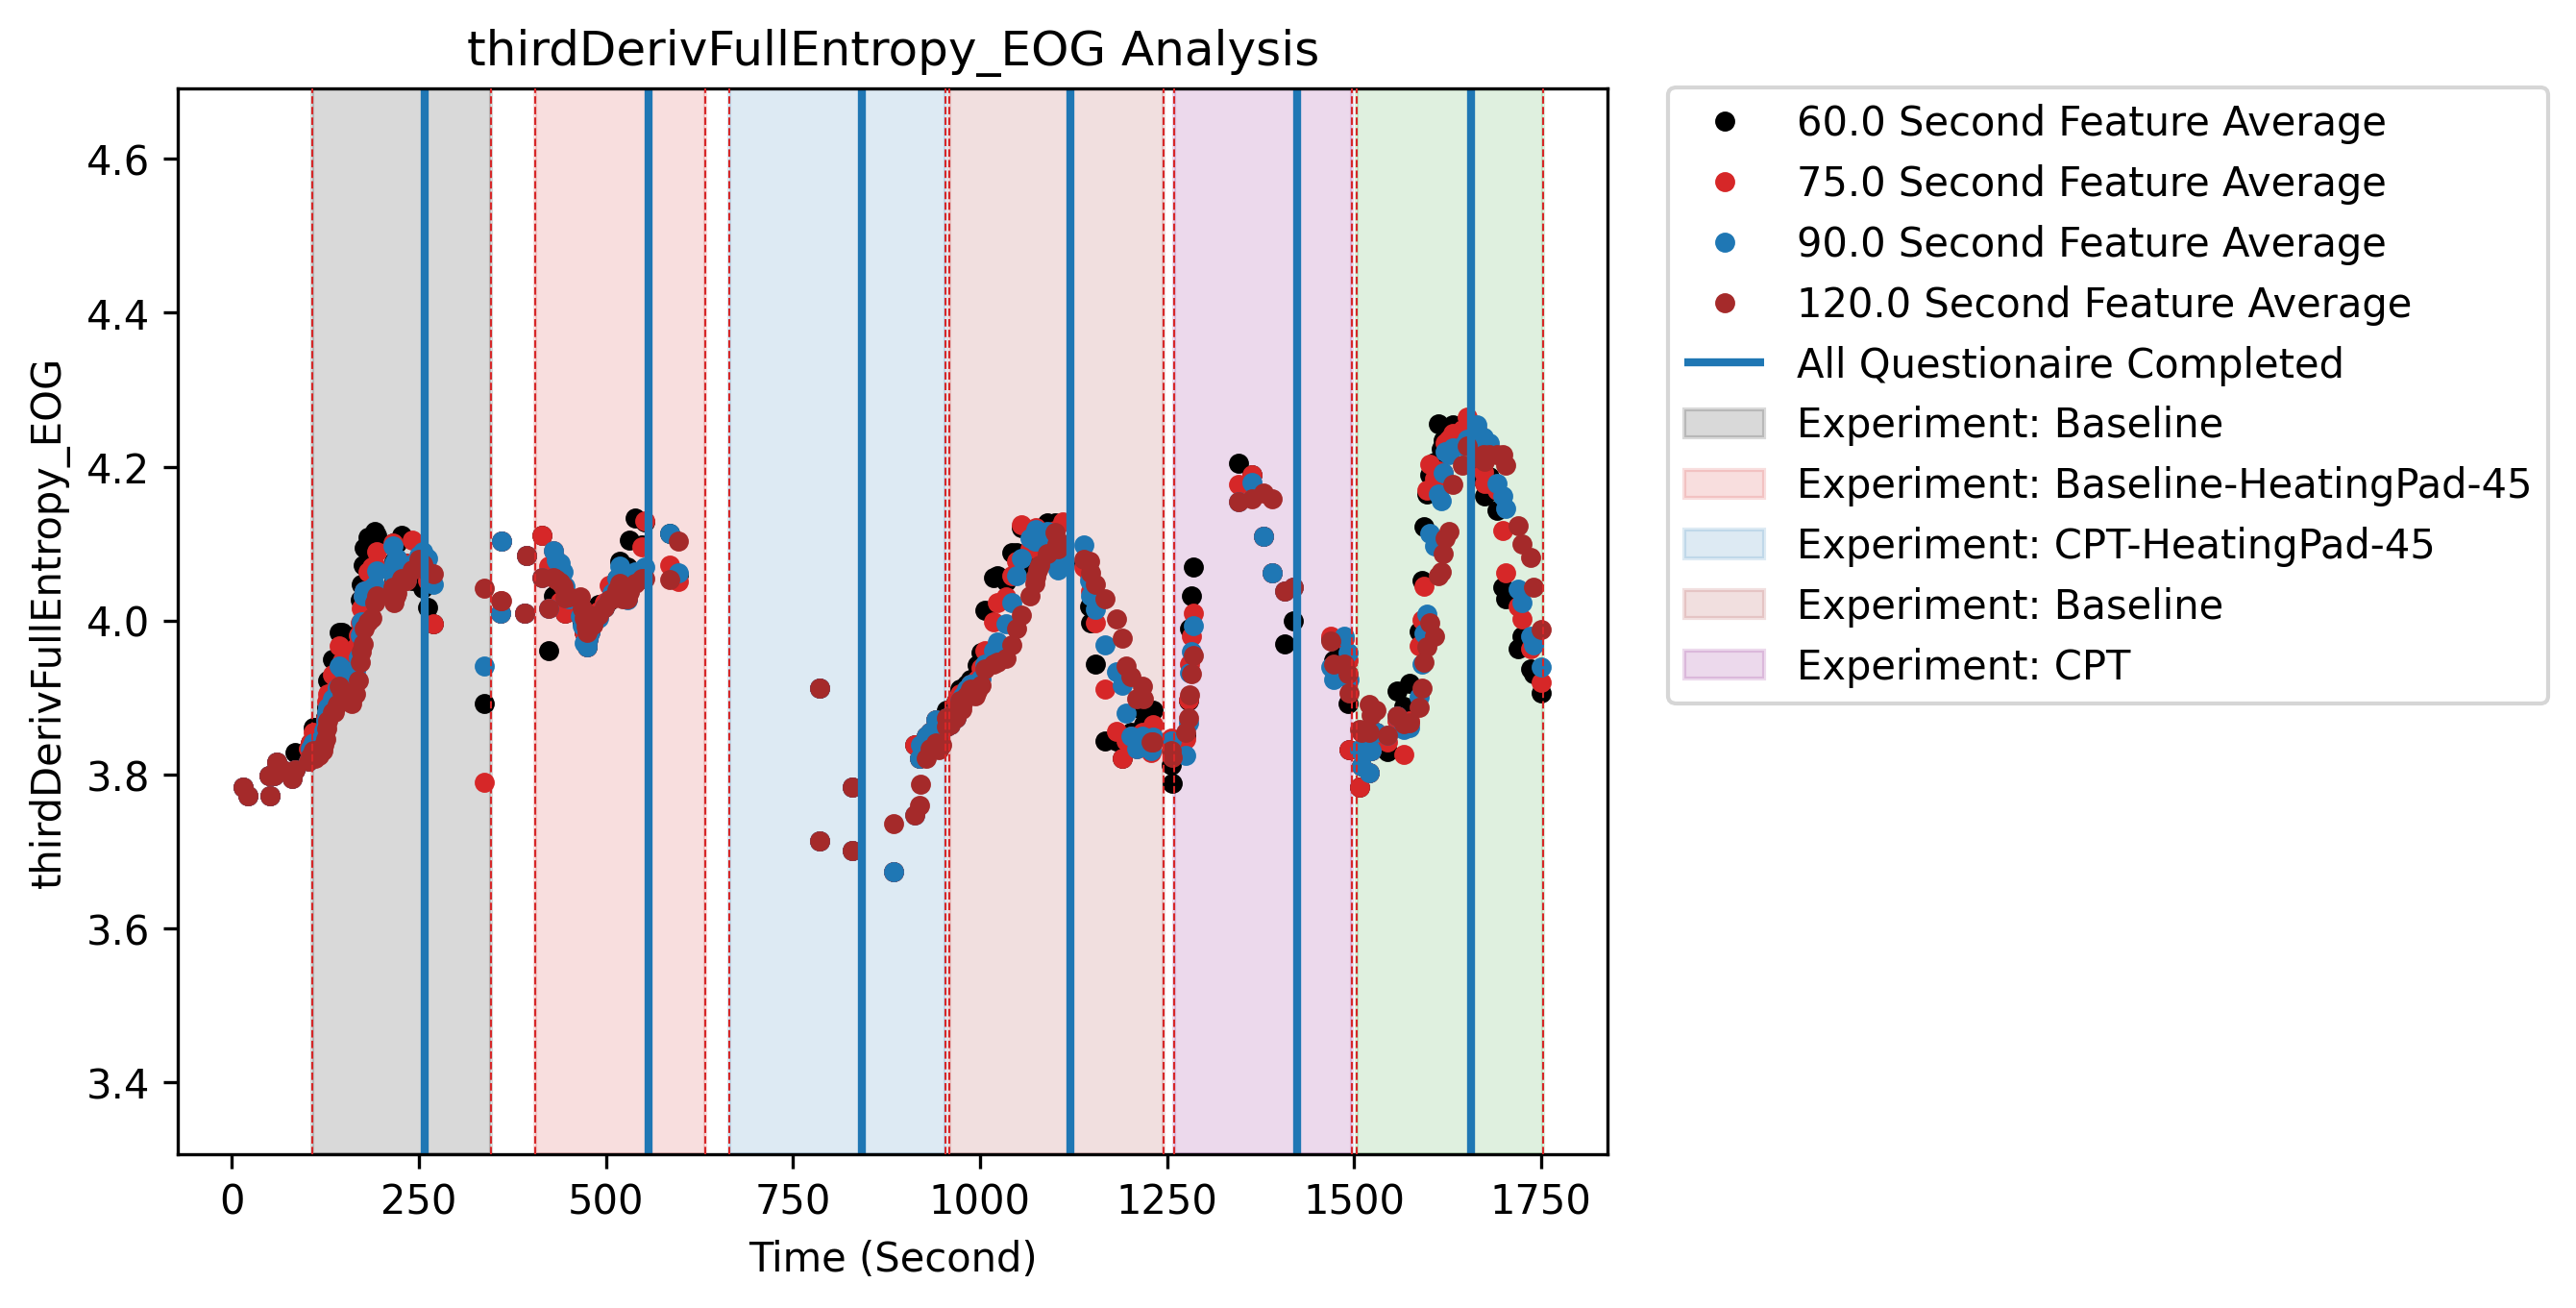 thirdDerivFullEntropy_EOG Analysis
thirdDerivFullEntropy_EOG
4.6
4.4
4.2
4.0
3.8
3.6
3.4
0 250 500 750 1000 1250 1500 1750
Time (Second)
60.0 Second Feature Average
75.0 Second Feature Average
90.0 Second Feature Average
120.0 Second Feature Average
All Questionaire Completed
Experiment: Baseline
Experiment: Baseline-HeatingPad-45
Experiment: CPT-HeatingPad-45
Experiment: Baseline
Experiment: CPT